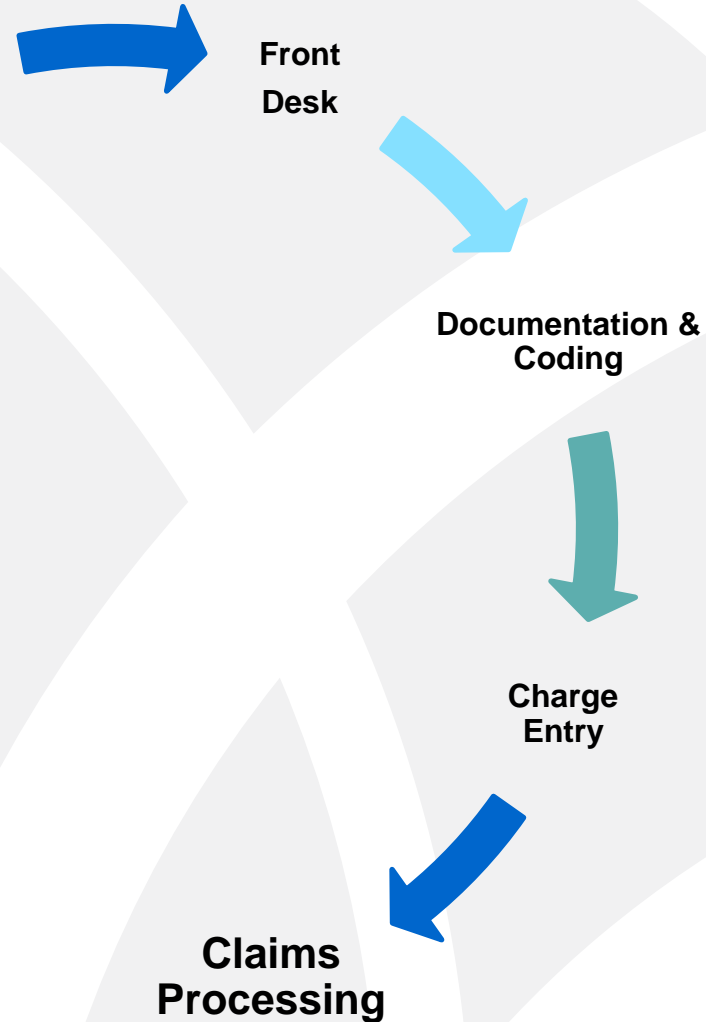 Front
Desk
Documentation &
Coding
Charge
Entry
Claims
Processing